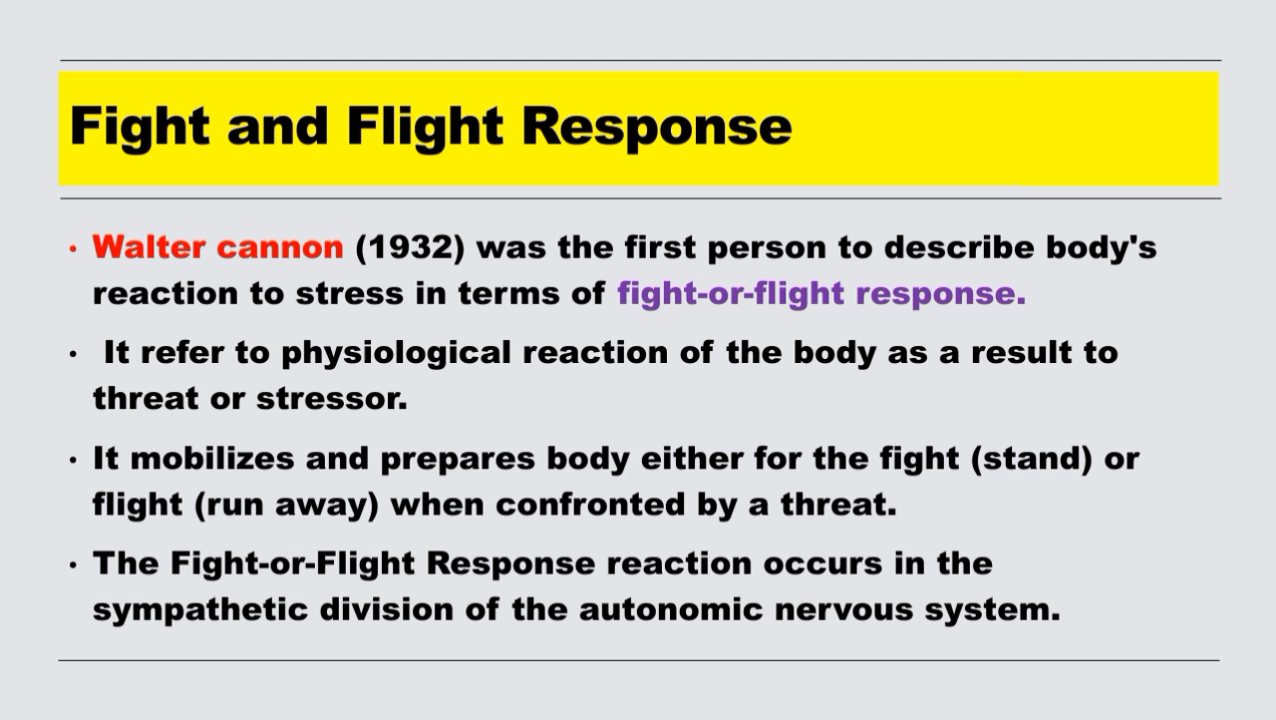 Fight and Flight Response
• Walter cannon (1932) was the first person to describe body's
reaction to stress in terms of fight-or-flight response.
• It refer to physiological reaction of the body as a result to
threat or stressor.
• It mobilizes and prepares body either for the fight (stand) or
flight (run away) when confronted by a threat.
• The Fight-or-Flight Response reaction occurs in the
sympathetic division of the autonomic nervous system.